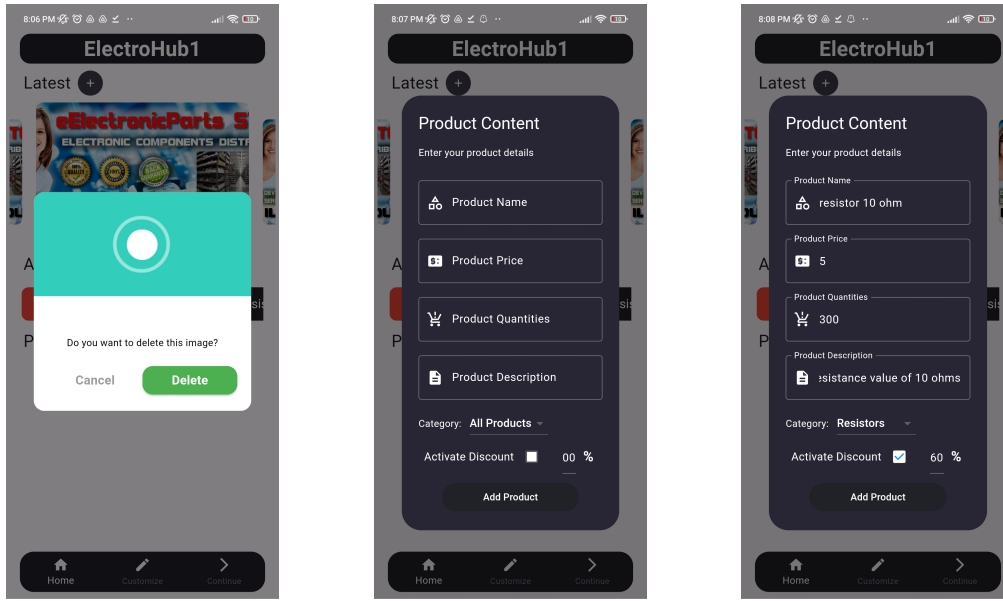 8:06 PM
10
ElectroHub1
Latest +
eElectronicParts S
ELECTRONIC COMPONENTS DISTR
Do you want to delete this image?
Cancel
Delete
Home
Customize
Continue
8:07 PM
10
ElectroHub1
Latest +
Product Content
Enter your product details
Product Name
Product Price
Product Quantities
Product Description
Category: All Products
Activate Discount 00 %
Add Product
Home
Customize
Continue
8:08 PM
10
ElectroHub1
Latest +
Product Content
Enter your product details
Product Name
resistor 10 ohm
Product Price
5
Product Quantities
300
Product Description
esistance value of 10 ohms
Category: Resistors
Activate Discount 60 %
Add Product
Home
Customize
Continue